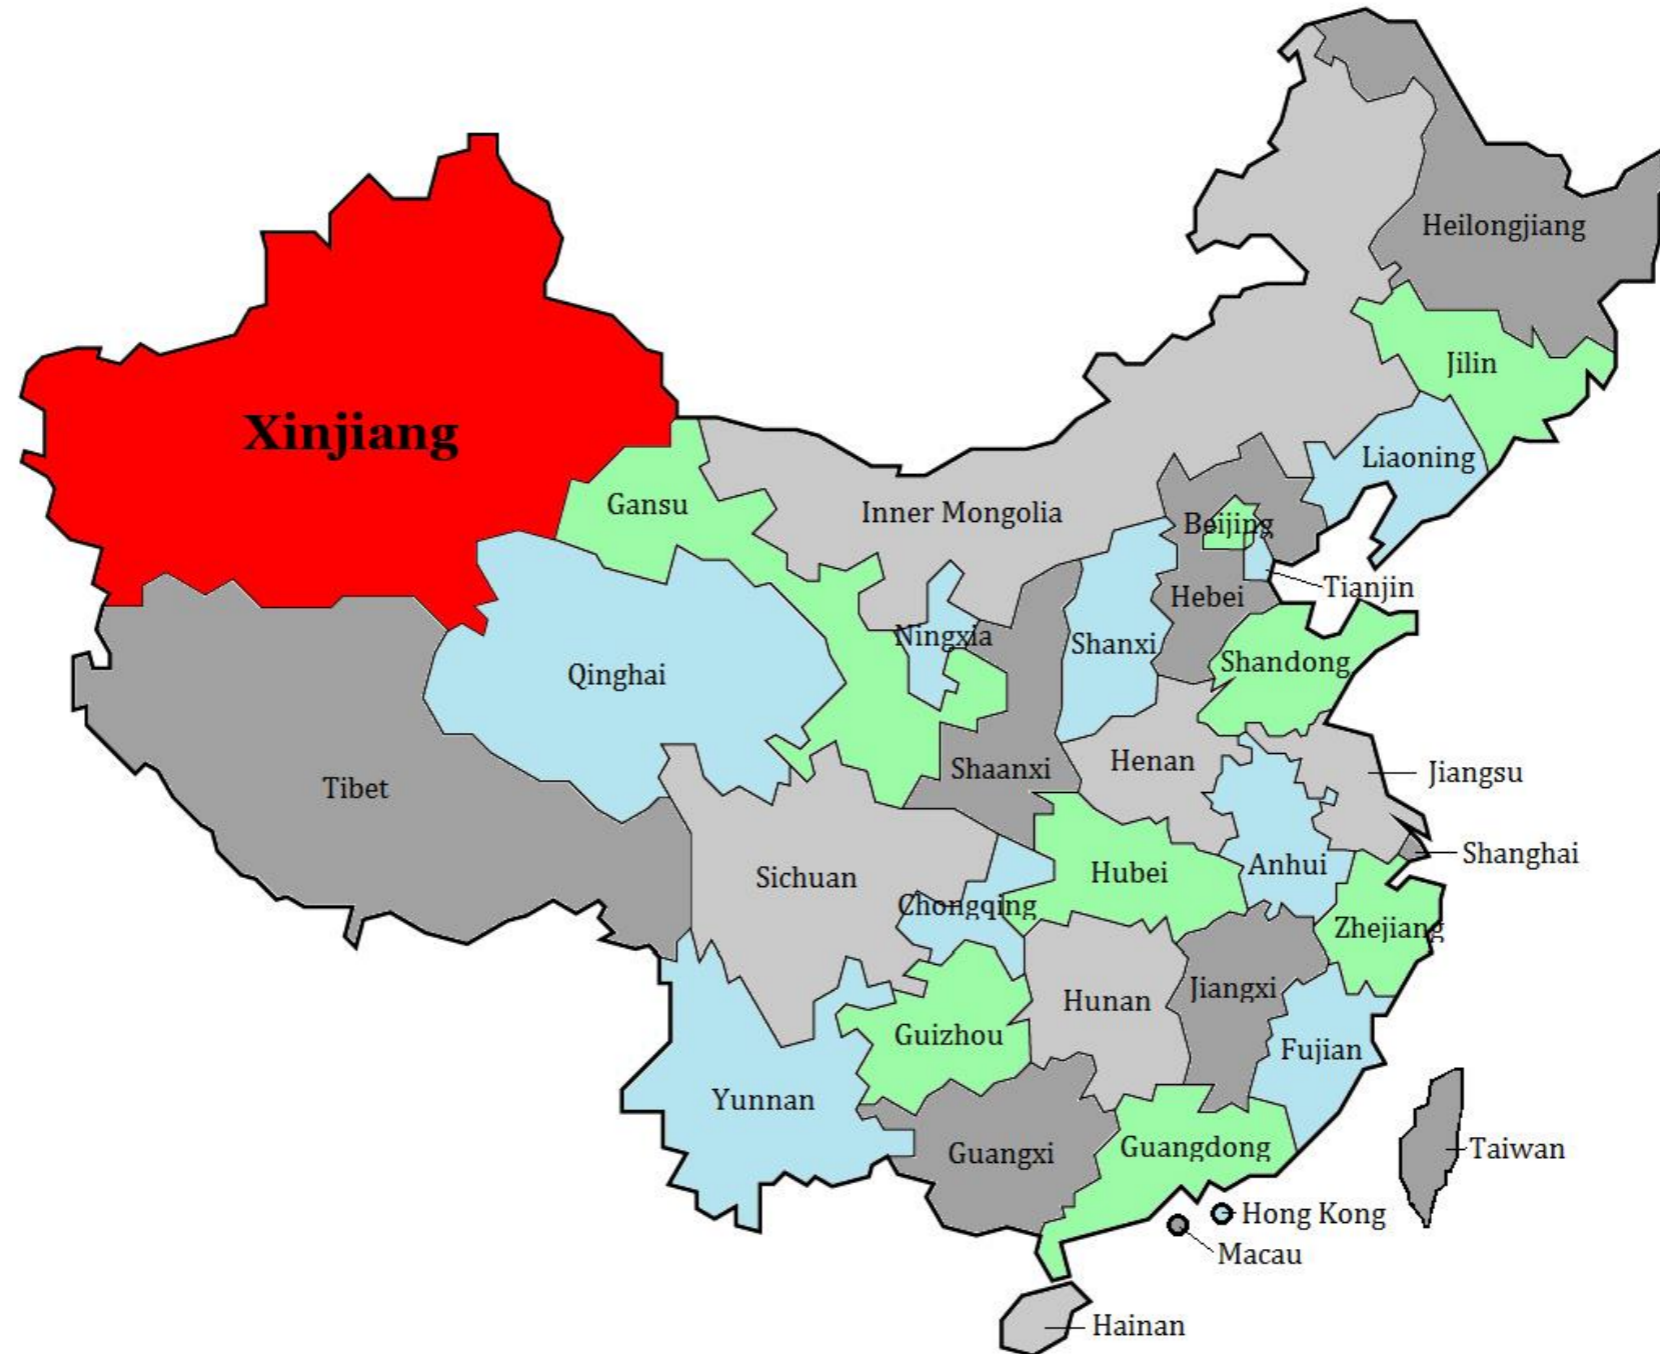 Heilongjiang
Jilin
Xinjiang
Liaoning
Gansu
Inner Mongolia
Beijing
Tianjin
Hebei
Ningxia
Shanxi
Shandong
Qinghai
Henan
Shaanxi
Jiangsu
Tibet
Shanghai
Anhui
Hubei
Sichuan
Chongqing
Zhejiang
Jiangxi
Hunan
Guizhou
Fujian
Yunnan
Guangdong
Taiwan
Guangxi
Hong Kong
Macau
Hainan